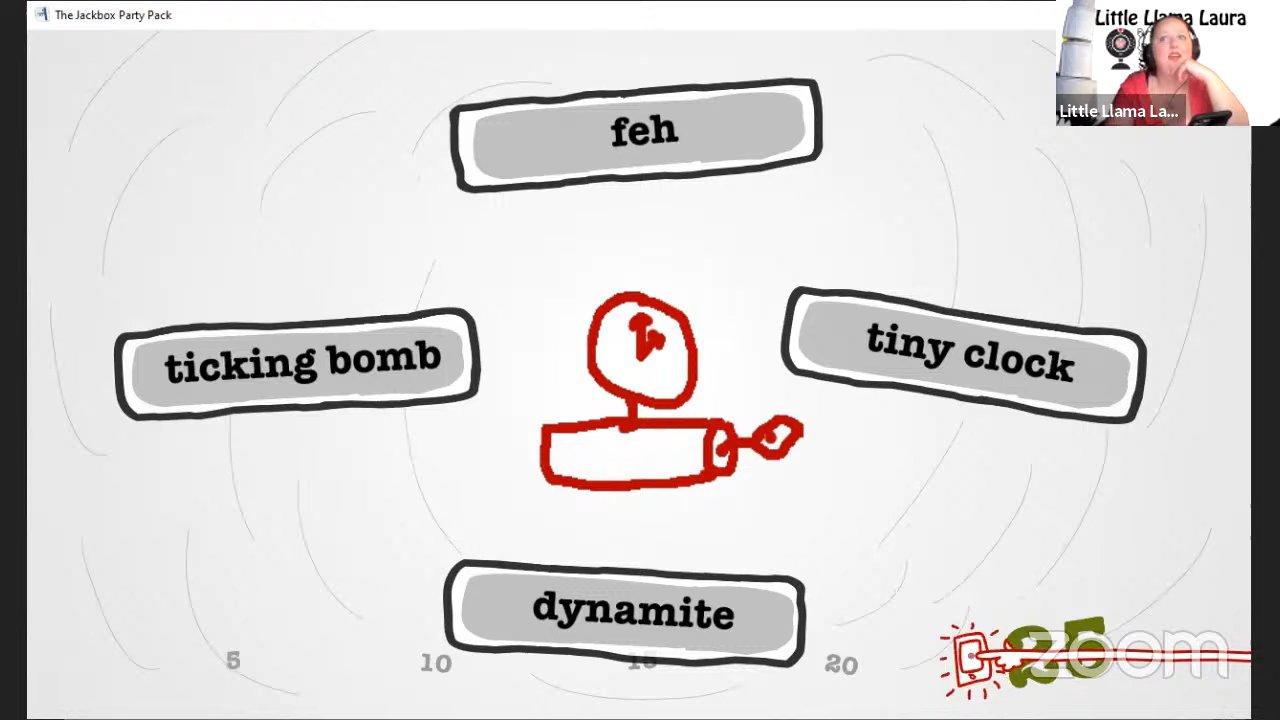 The Jackbox Party Pack
Little Llama Laura
Little Llama La...
feh
ticking bomb
tiny clock
dynamite
5
10
15
20
25
zoom